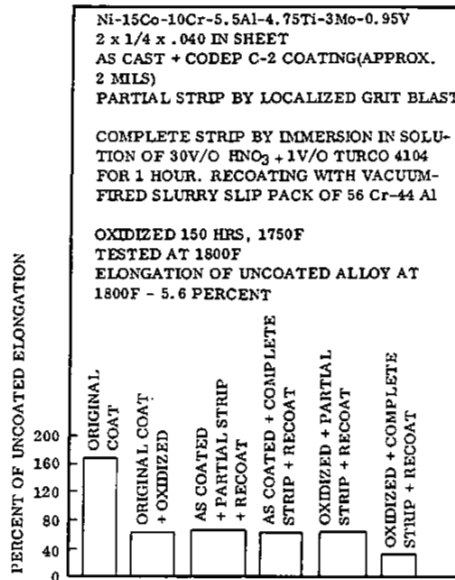 Ni-15Co-10Cr-5.5Al-4.75Ti-3Mo-0.95V
2 x 1/4 x .040 IN SHEET
AS CAST + CODEP C-2 COATING(APPROX.
2 MILS)
PARTIAL STRIP BY LOCALIZED GRIT BLAST
COMPLETE STRIP BY IMMERSION IN SOLU-
TION OF 30V/O HNO₃ + 1V/O TURCO 4104
FOR 1 HOUR. RECOATING WITH VACUUM-
FIRED SLURRY SLIP PACK OF 56 Cr-44 Al
OXIDIZED 150 HRS, 1750F
TESTED AT 1800F
ELONGATION OF UNCOATED ALLOY AT
1800F - 5.6 PERCENT
PERCENT OF UNCOATED ELONGATION
200
160
120
80
40
0
ORIGINAL
COAT
ORIGINAL COAT
+ OXIDIZED
AS COATED
+ PARTIAL STRIP
+ RECOAT
AS COATED + COMPLETE
STRIP + RECOAT
OXIDIZED + PARTIAL
STRIP + RECOAT
OXIDIZED + COMPLETE
STRIP + RECOAT